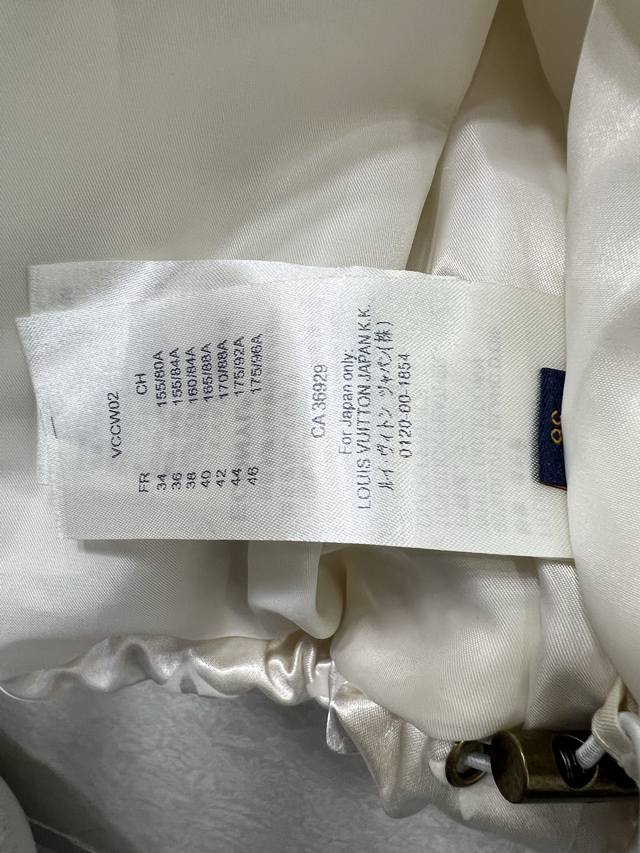 VCCW02
FR CH
34 155/80A
36 155/84A
38 160/84A
40 165/88A
42 170/88A
44 175/92A
46 175/96A
CA 36929
For Japan only:
LOUIS VUITTON JAPAN K.K.
ルイ・ヴィトン ジャパン(株)
0120-00-1854
38